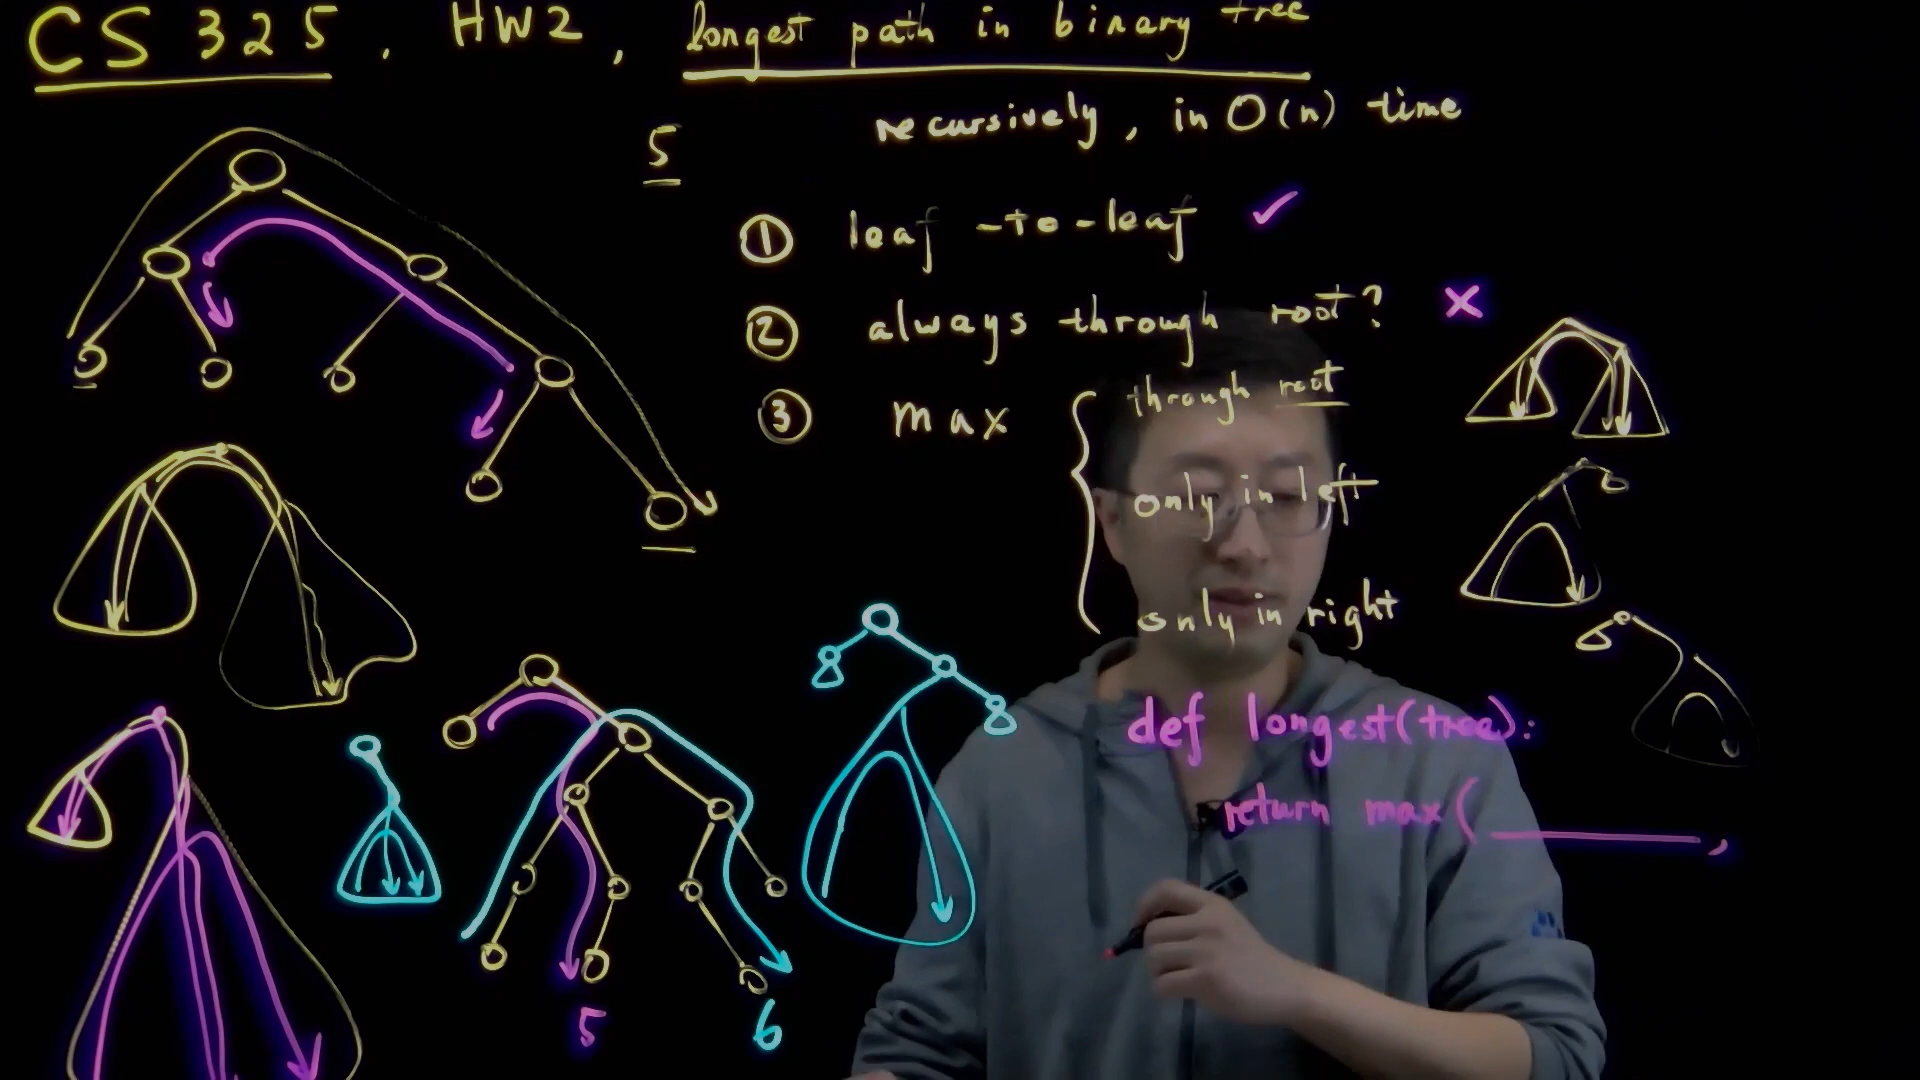 CS 325. HW2, longest path in binary tree
recursively, in O(n) time
5
① leaf-to-leaf ✓
② always through root? ×
③ max { through root
only in left
only in right
def longest(tree):
return max( ________,
5
6